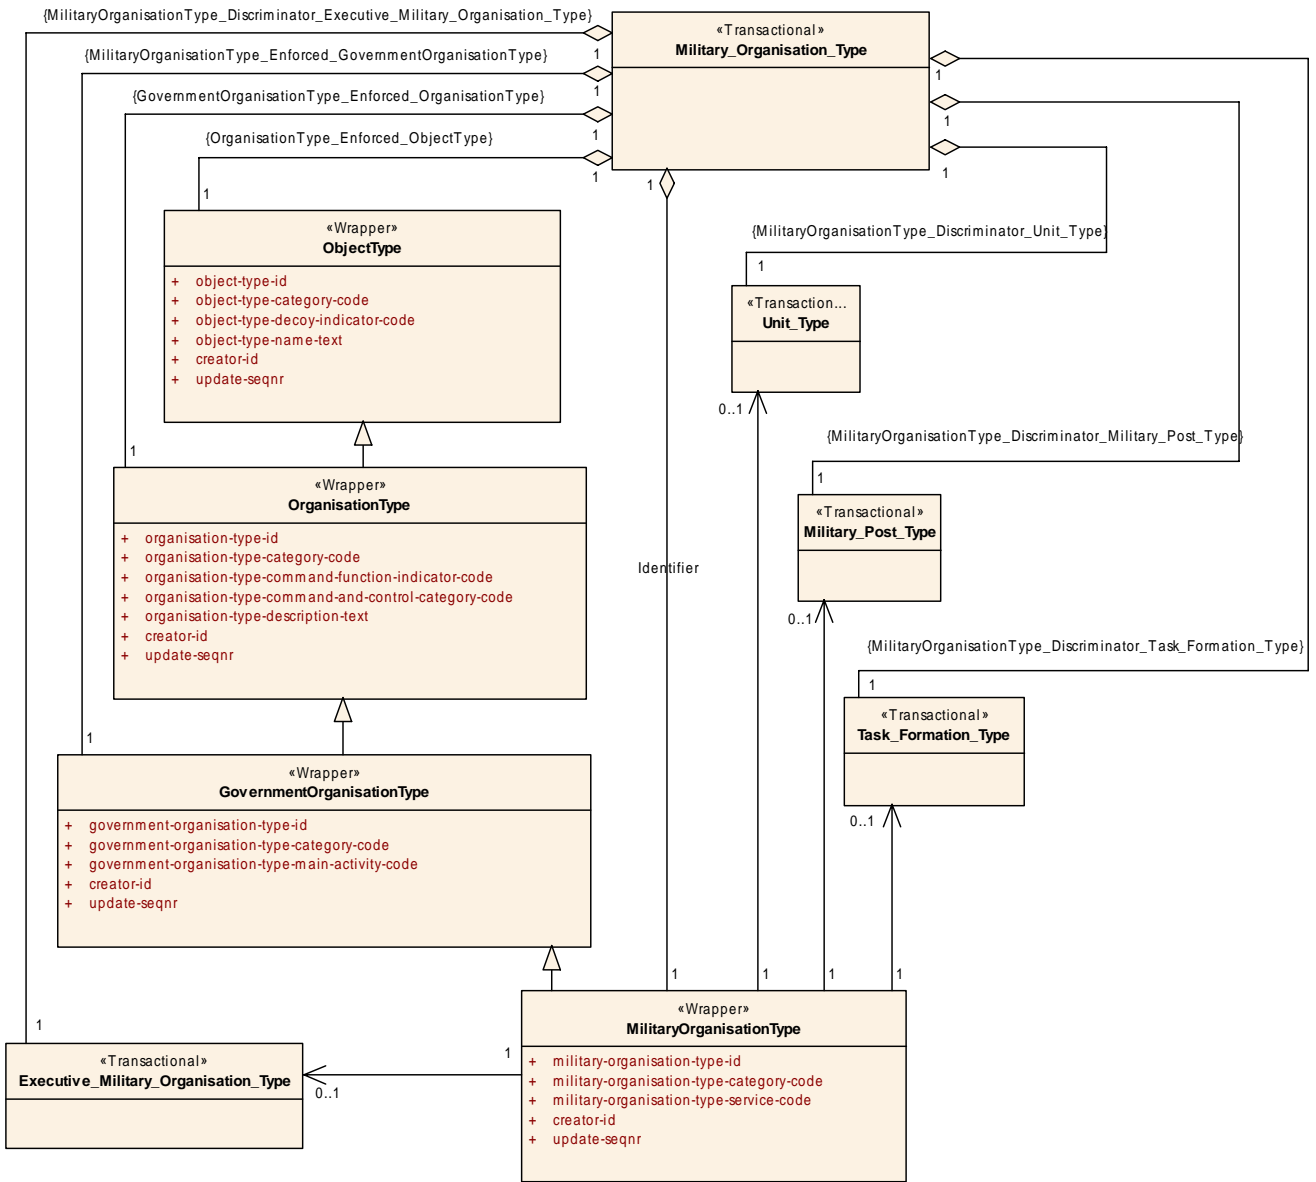 {MilitaryOrganisationType_Discriminator_Executive_Military_Organisation_Type}
«Transactional»
Military_Organisation_Type
1
{MilitaryOrganisationType_Enforced_GovernmentOrganisationType}
1
1
{GovernmentOrganisationType_Enforced_OrganisationType}
1
1
{OrganisationType_Enforced_ObjectType}
1
1
1
1
«Wrapper»
ObjectType
+ object-type-id
+ object-type-category-code
+ object-type-decoy-indicator-code
+ object-type-name-text
+ creator-id
+ update-seqnr
{MilitaryOrganisationType_Discriminator_Unit_Type}
1
«Transaction...
Unit_Type
0..1
{MilitaryOrganisationType_Discriminator_Military_Post_Type}
1
1
«Wrapper»
OrganisationType
+ organisation-type-id
+ organisation-type-category-code
+ organisation-type-command-function-indicator-code
+ organisation-type-command-and-control-category-code
+ organisation-type-description-text
+ creator-id
+ update-seqnr
«Transactional»
Military_Post_Type
Identifier
0..1
{MilitaryOrganisationType_Discriminator_Task_Formation_Type}
1
«Transactional»
Task_Formation_Type
0..1
1
«Wrapper»
GovernmentOrganisationType
+ government-organisation-type-id
+ government-organisation-type-category-code
+ government-organisation-type-main-activity-code
+ creator-id
+ update-seqnr
1
1
1
1
«Wrapper»
MilitaryOrganisationType
+ military-organisation-type-id
+ military-organisation-type-category-code
+ military-organisation-type-service-code
+ creator-id
+ update-seqnr
1
«Transactional»
Executive_Military_Organisation_Type
1
0..1